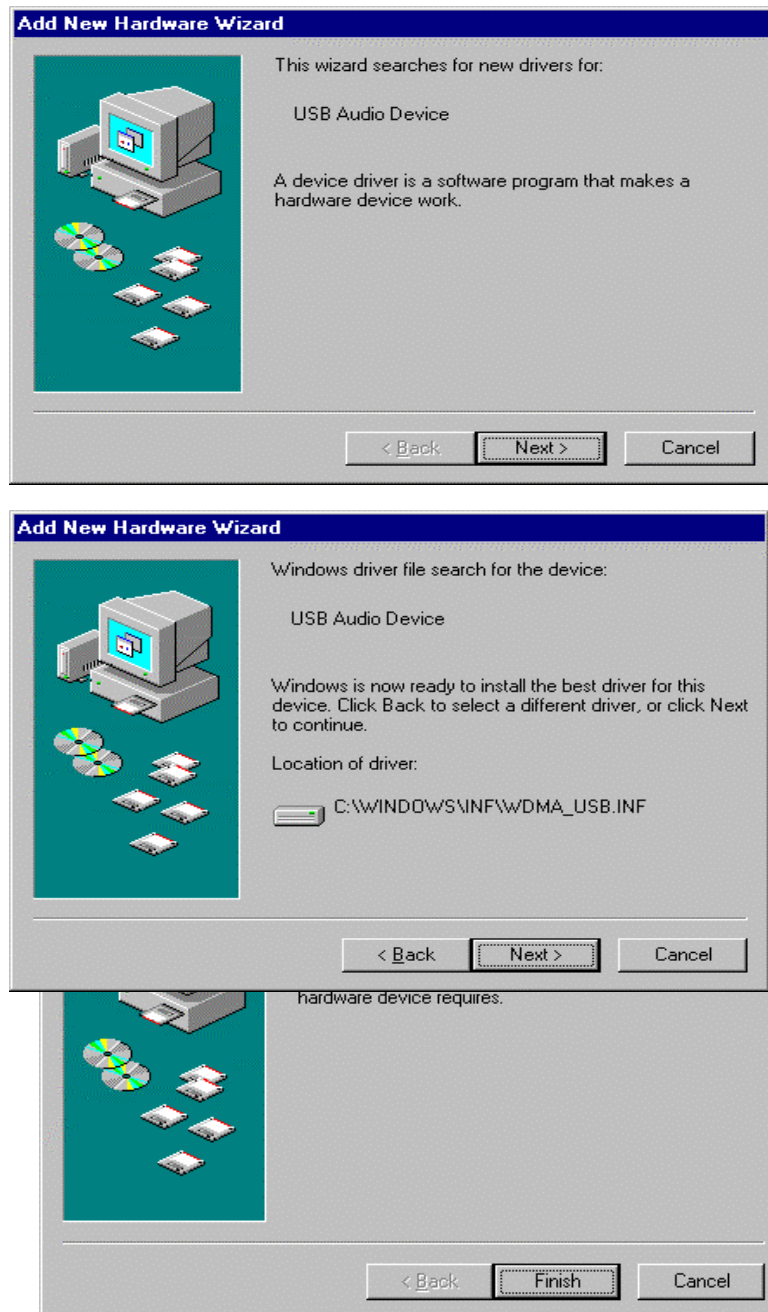 Add New Hardware Wizard
This wizard searches for new drivers for:
USB Audio Device
A device driver is a software program that makes a
hardware device work.
< Back
Next >
Cancel
Add New Hardware Wizard
Windows driver file search for the device:
USB Audio Device
Windows is now ready to install the best driver for this
device. Click Back to select a different driver, or click Next
to continue.
Location of driver:
C:\WINDOWS\INF\WDMA_USB.INF
< Back
Next >
Cancel
hardware device requires.
< Back
Finish
Cancel